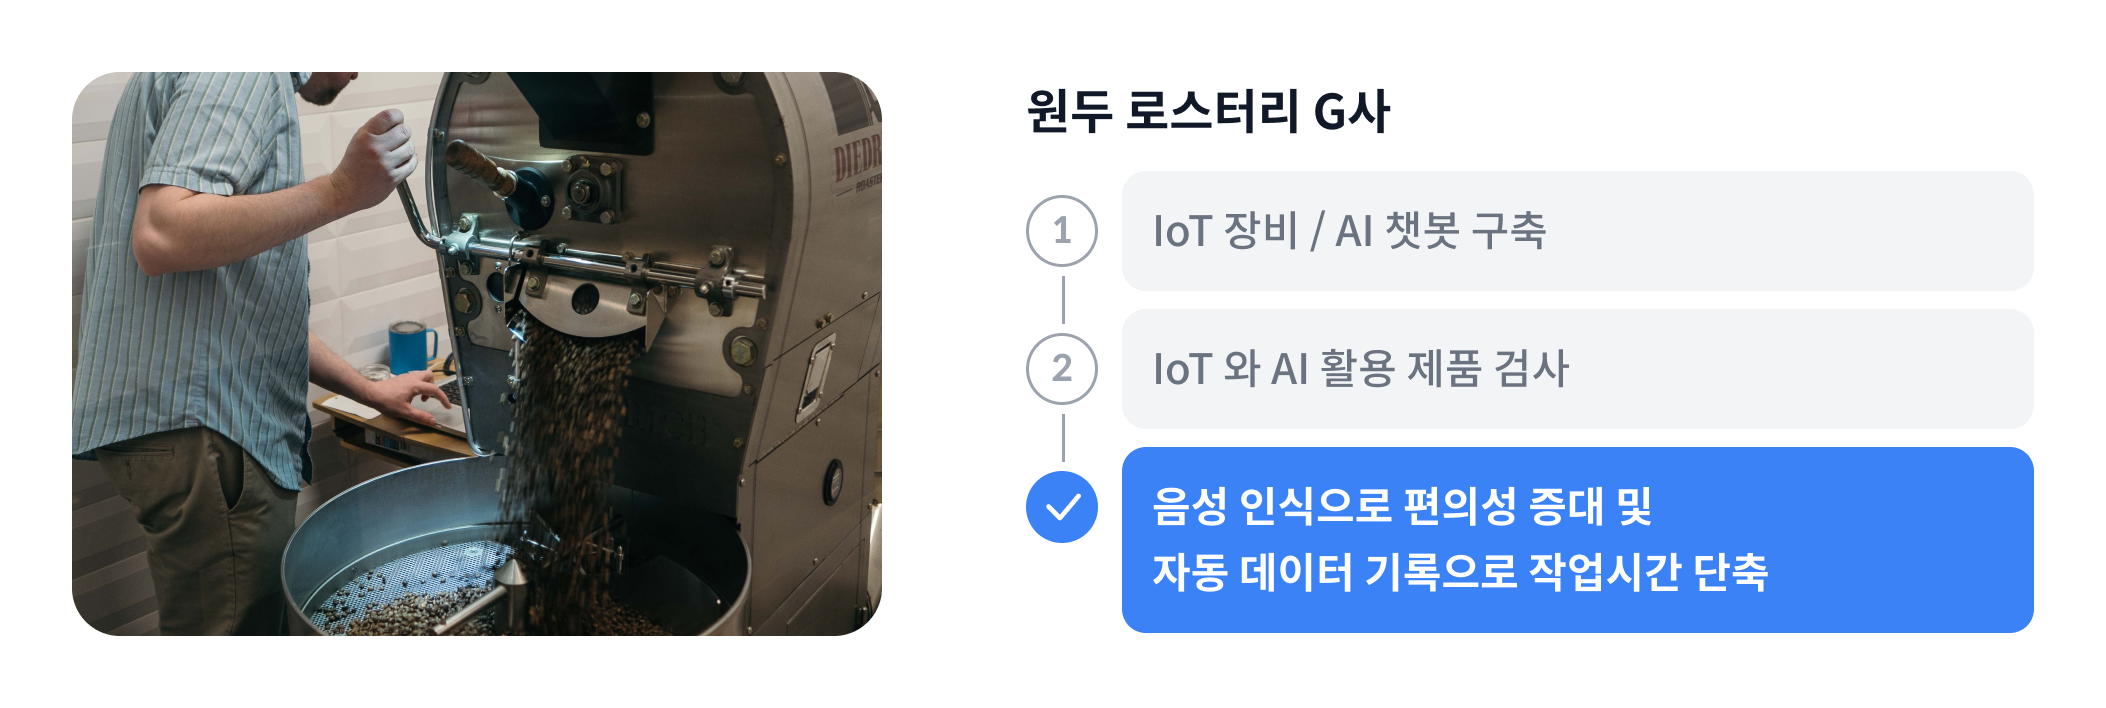 원두 로스터리 G사
1
IoT 장비 / AI 챗봇 구축
2
IoT 와 AI 활용 제품 검사
음성 인식으로 편의성 증대 및
자동 데이터 기록으로 작업시간 단축